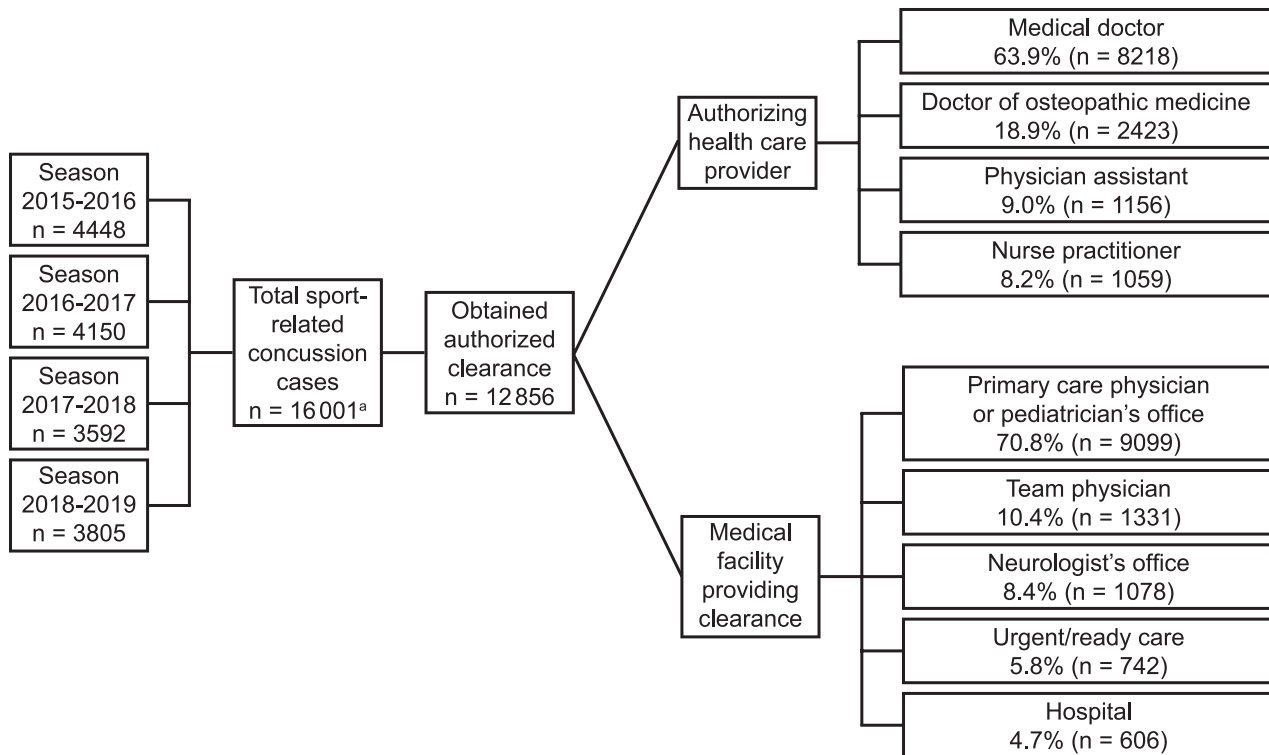 Season
2015-2016
n = 4448
Season
2016-2017
n = 4150
Season
2017-2018
n = 3592
Season
2018-2019
n = 3805
Total sport-
related
concussion
cases
n = 16 001ᵃ
Obtained
authorized
clearance
n = 12 856
Authorizing
health care
provider
Medical doctor
63.9% (n = 8218)
Doctor of osteopathic medicine
18.9% (n = 2423)
Physician assistant
9.0% (n = 1156)
Nurse practitioner
8.2% (n = 1059)
Medical
facility
providing
clearance
Primary care physician
or pediatrician’s office
70.8% (n = 9099)
Team physician
10.4% (n = 1331)
Neurologist’s office
8.4% (n = 1078)
Urgent/ready care
5.8% (n = 742)
Hospital
4.7% (n = 606)